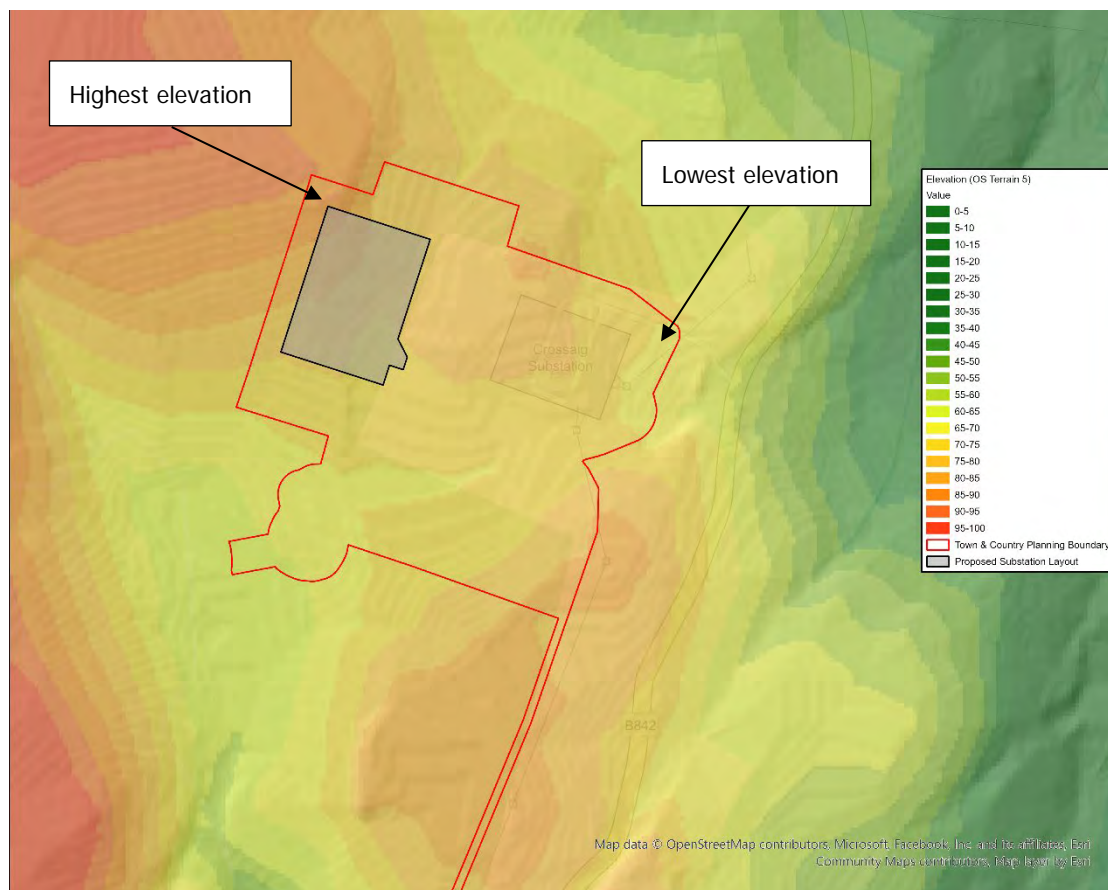 Highest elevation
Lowest elevation
Crossaig
Substation
B842
Elevation (OS Terrain 5)
Value
0-5
5-10
10-15
15-20
20-25
25-30
30-35
35-40
40-45
45-50
50-55
55-60
60-65
65-70
70-75
75-80
80-85
85-90
90-95
95-100
Town & Country Planning Boundary
Proposed Substation Layout
Map data © OpenStreetMap contributors, Microsoft, Facebook, Inc. and its affiliates, Esri
Community Maps contributors, Map layer by Esri